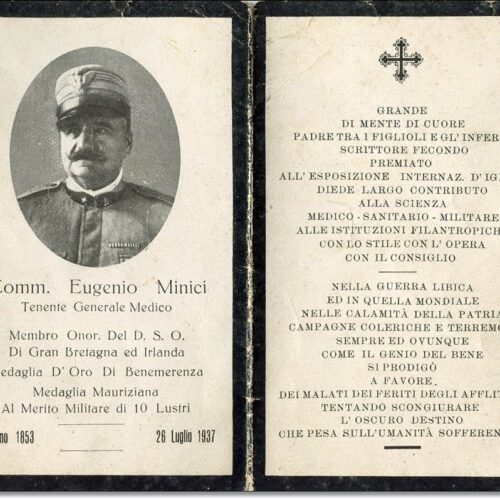 Comm. Eugenio Minici
Tenente Generale Medico
Membro Onor. Del D. S. O.
Di Gran Bretagna ed Irlanda
Medaglia D'Oro Di Benemerenza
Medaglia Mauriziana
Al Merito Militare di 10 Lustri
1853 26 Luglio 1937
GRANDE
DI MENTE DI CUORE
PADRE TRA I FIGLIOLI E GL'INFER
SCRITTORE FECONDO
PREMIATO
ALL'ESPOSIZIONE INTERNAZ. D'IG
DIEDE LARGO CONTRIBUTO
ALLA SCIENZA
MEDICO - SANITARIO - MILITARE
ALLE ISTITUZIONI FILANTROPICH
CON LO STILE CON L'OPERA
CON IL CONSIGLIO
NELLA GUERRA LIBICA
ED IN QUELLA MONDIALE
NELLE CALAMITÀ DELLA PATRIA
CAMPAGNE COLERICHE E TERREMO
SEMPRE ED OVUNQUE
COME IL GENIO DEL BENE
SI PRODIGÒ
A FAVORE.
DEI MALATI DEI FERITI DEGLI AFFLIT
TENTANDO SCONGIURARE
L'OSCURO DESTINO
CHE PESA SULL'UMANITÀ SOFFEREN